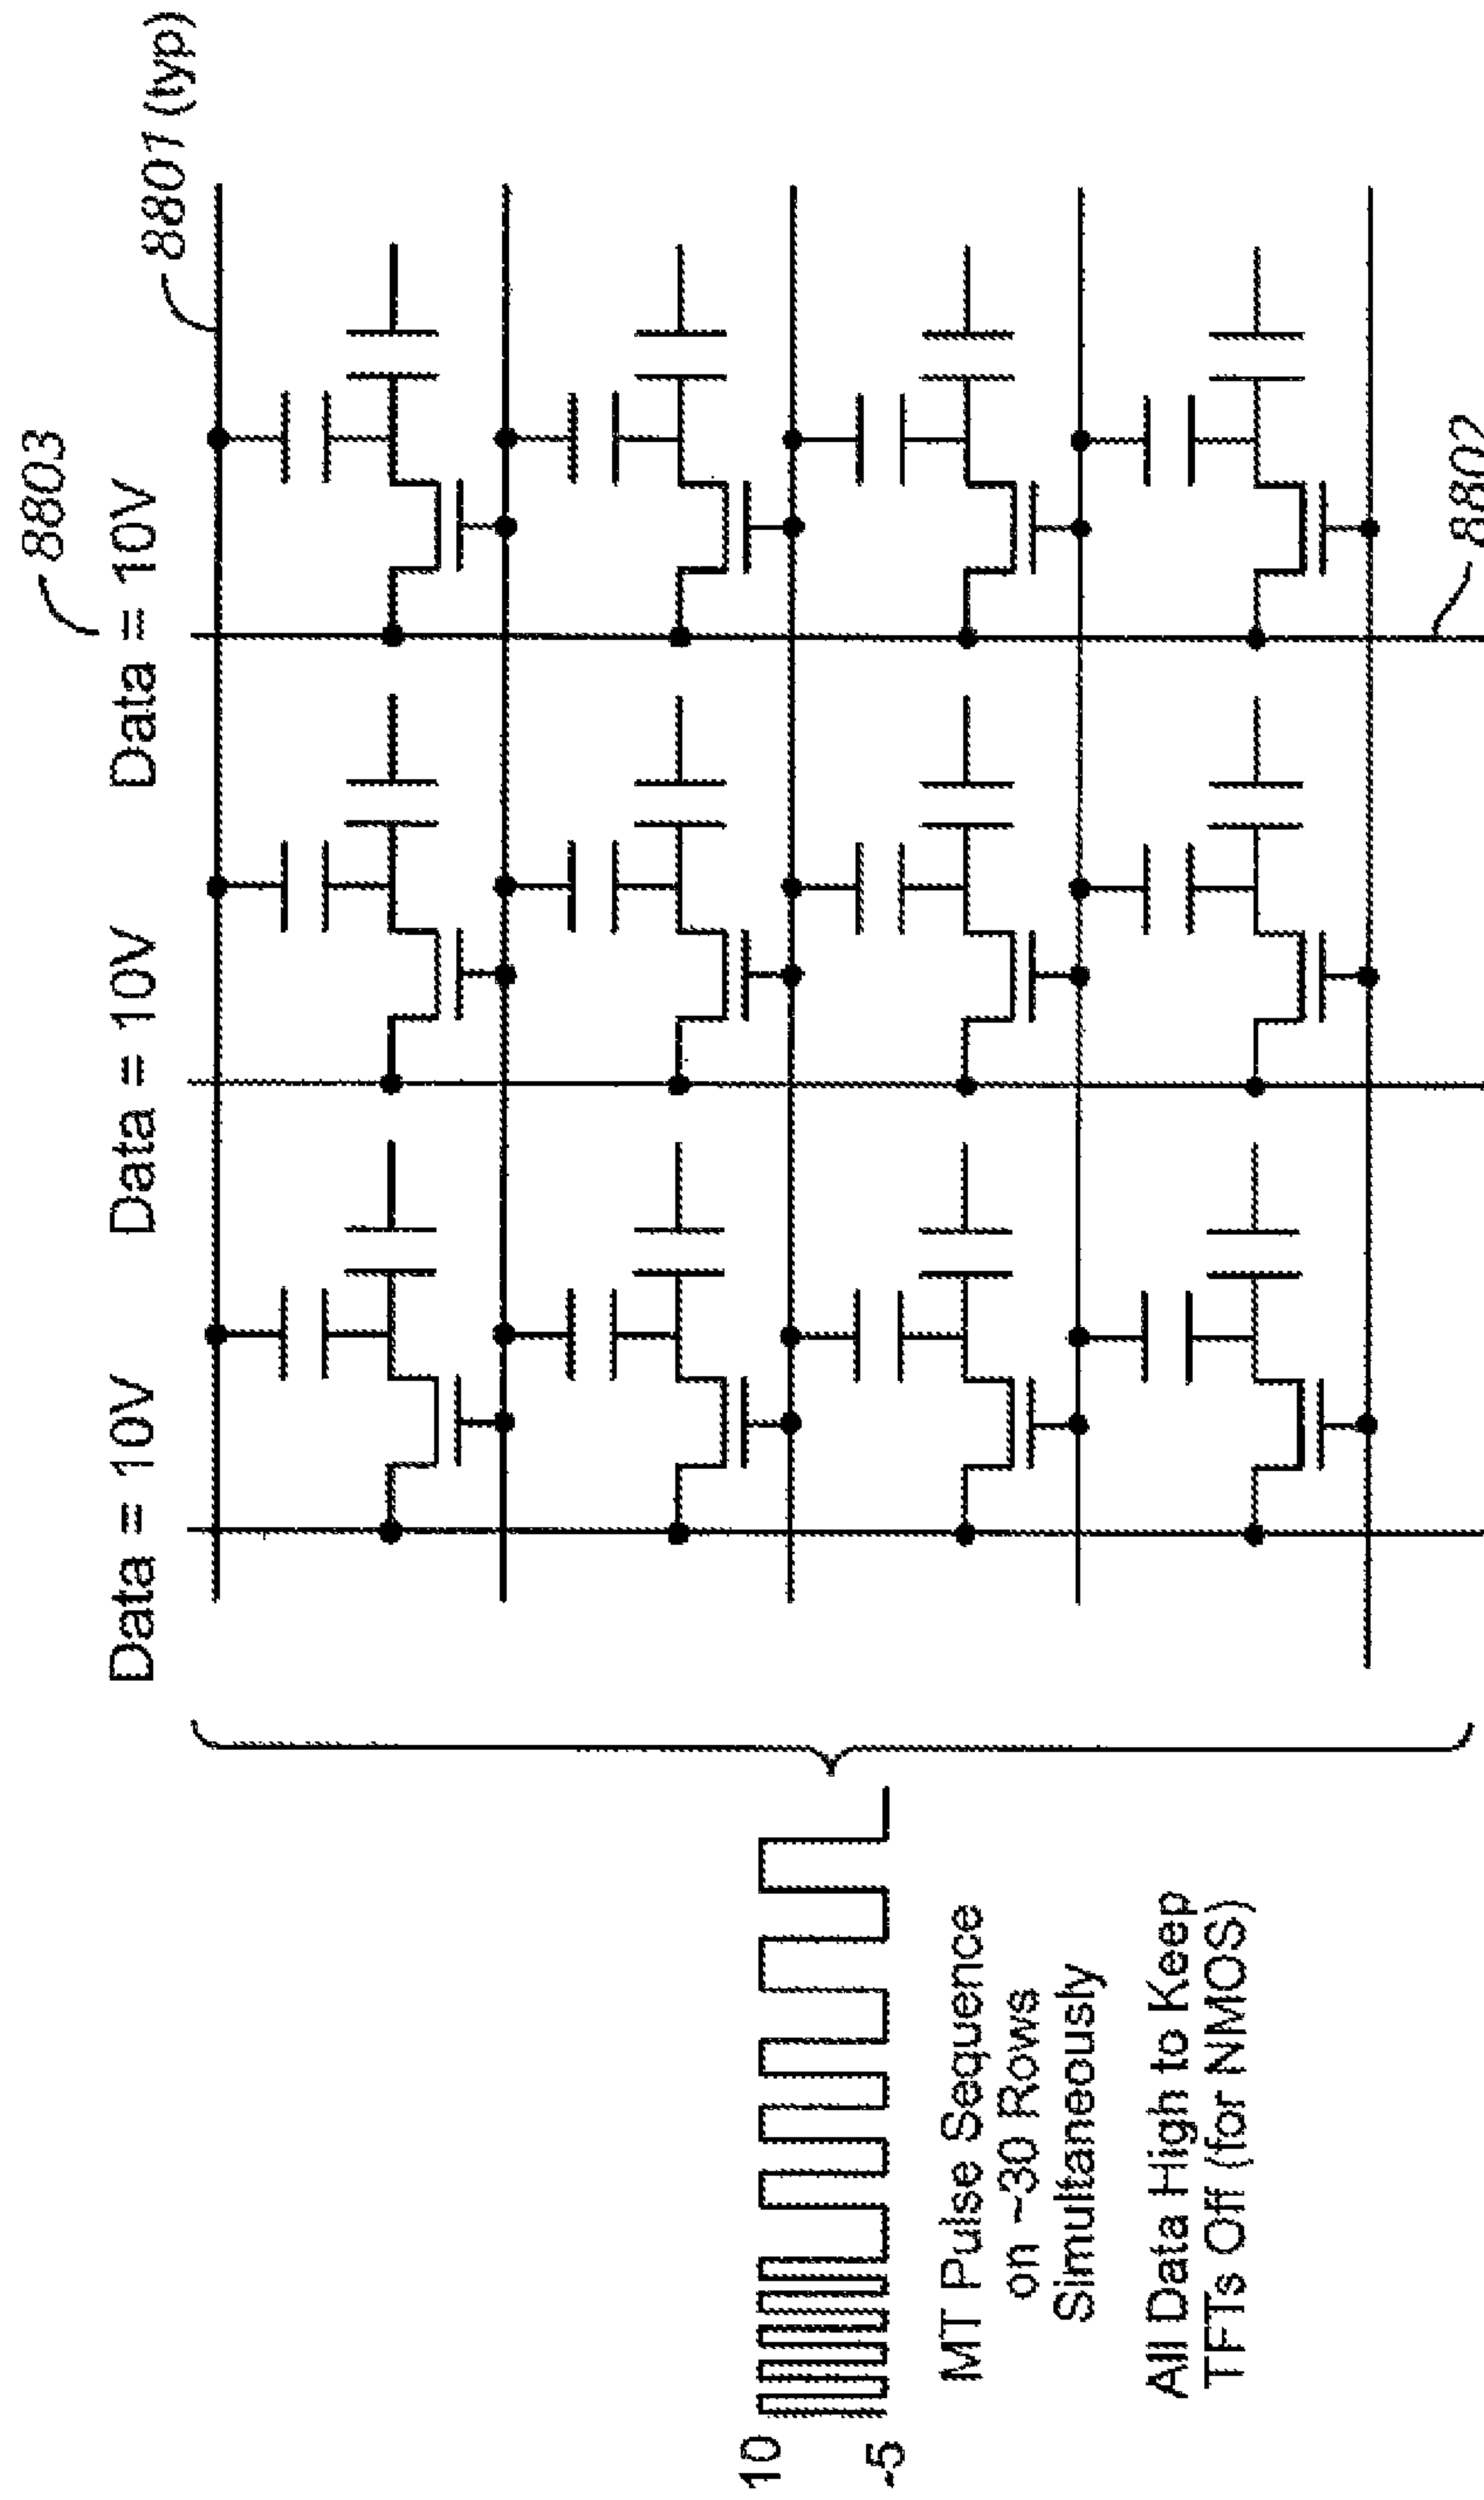 8803
8801 (typ)
Data = 10V
Data = 10V
Data = 10V
10
-5
MT Pulse Sequence
on ~30 Rows
Simultaneously
All Data High to Keep
TFTs Off (for NMOS)
8802